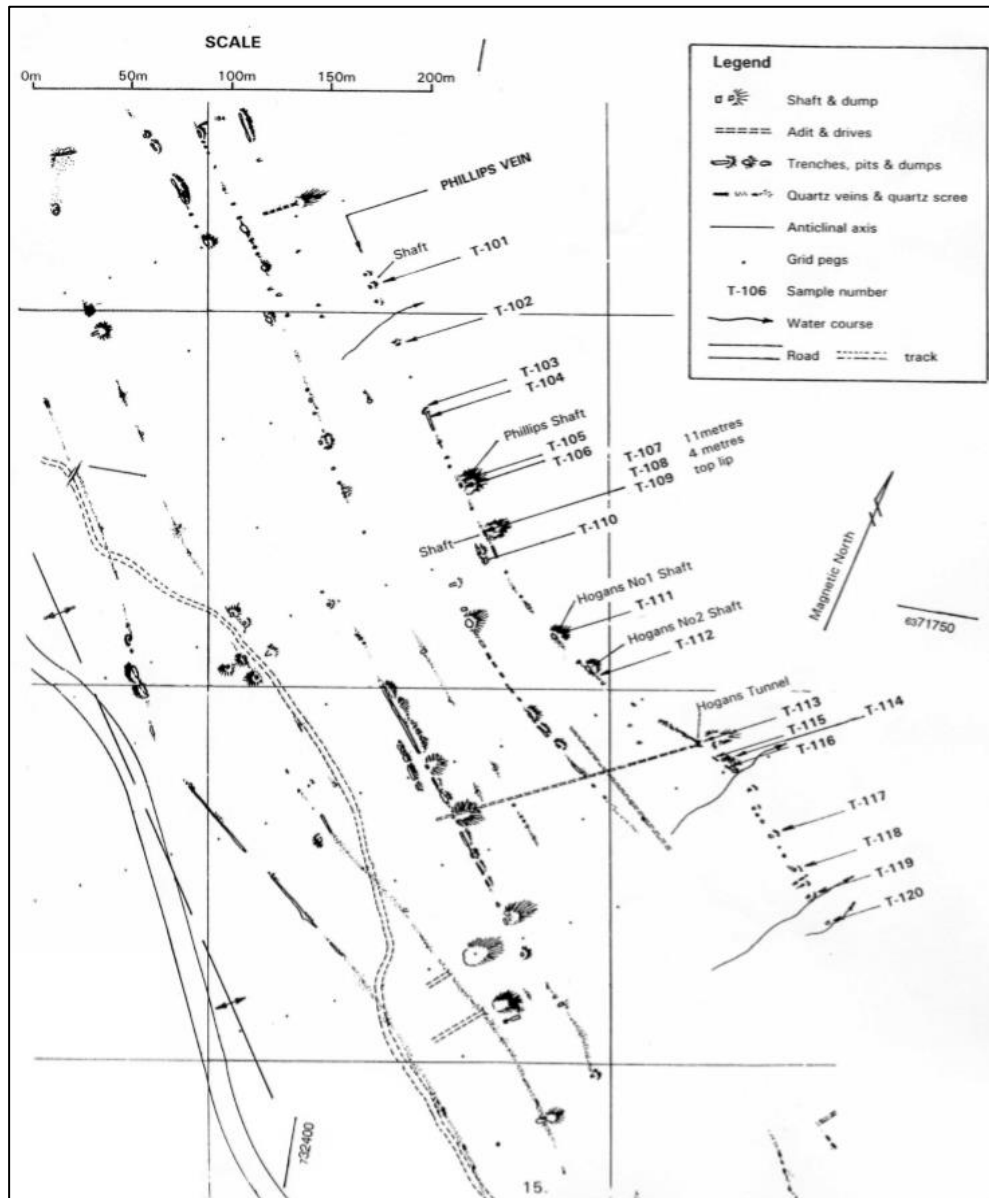 SCALE
0m 50m 100m 150m 200m
Legend
Shaft & dump
Adit & drives
Trenches, pits & dumps
Quartz veins & quartz scree
Anticlinal axis
Grid pegs
T-106 Sample number
Water course
Road track
PHILLIPS VEIN
Shaft
T-101
T-102
T-103
T-104
Phillips Shaft
T-105
T-106
T-107 11metres
T-108 4 metres
T-109 top lip
Shaft
T-110
Hogans No1 Shaft
T-111
Hogans No2 Shaft
T-112
Magnetic North
6371750
Hogans Tunnel
T-113
T-114
T-115
T-116
T-117
T-118
T-119
T-120
732400
15.